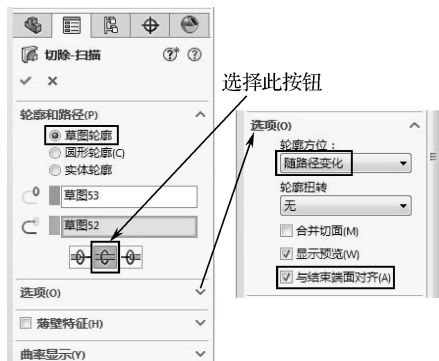 切除-扫描
选择此按钮
轮廓和路径(P)
草图轮廓
圆形轮廓(C)
实体轮廓
草图53
草图52
选项(O)
薄壁特征(H)
曲率显示(Y)
选项(O)
轮廓方位：
随路径变化
轮廓扭转
无
合并切面(M)
显示预览(W)
与结束端面对齐(A)